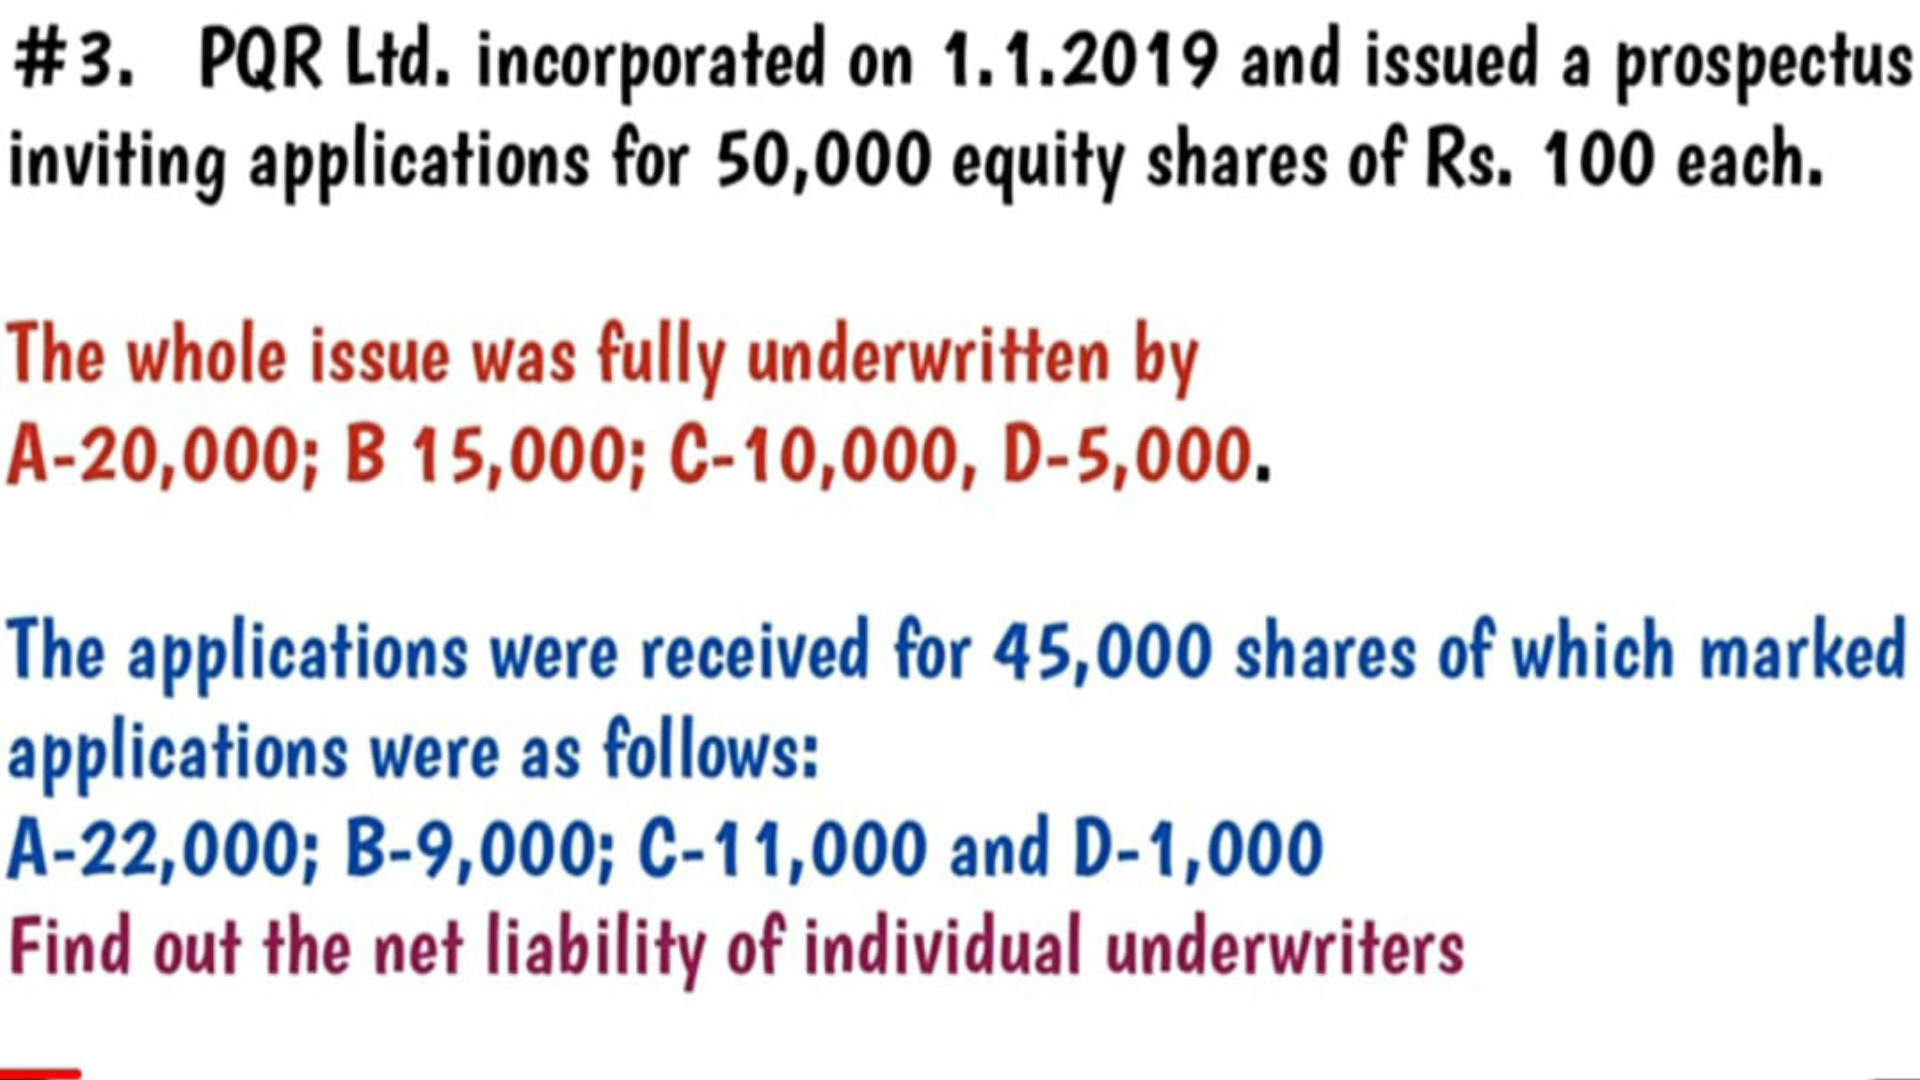 #3. PQR Ltd. incorporated on 1.1.2019 and issued a prospectus
inviting applications for 50,000 equity shares of Rs. 100 each.
The whole issue was fully underwritten by
A-20,000; B 15,000; C-10,000, D-5,000.
The applications were received for 45,000 shares of which marked
applications were as follows:
A-22,000; B-9,000; C-11,000 and D-1,000
Find out the net liability of individual underwriters